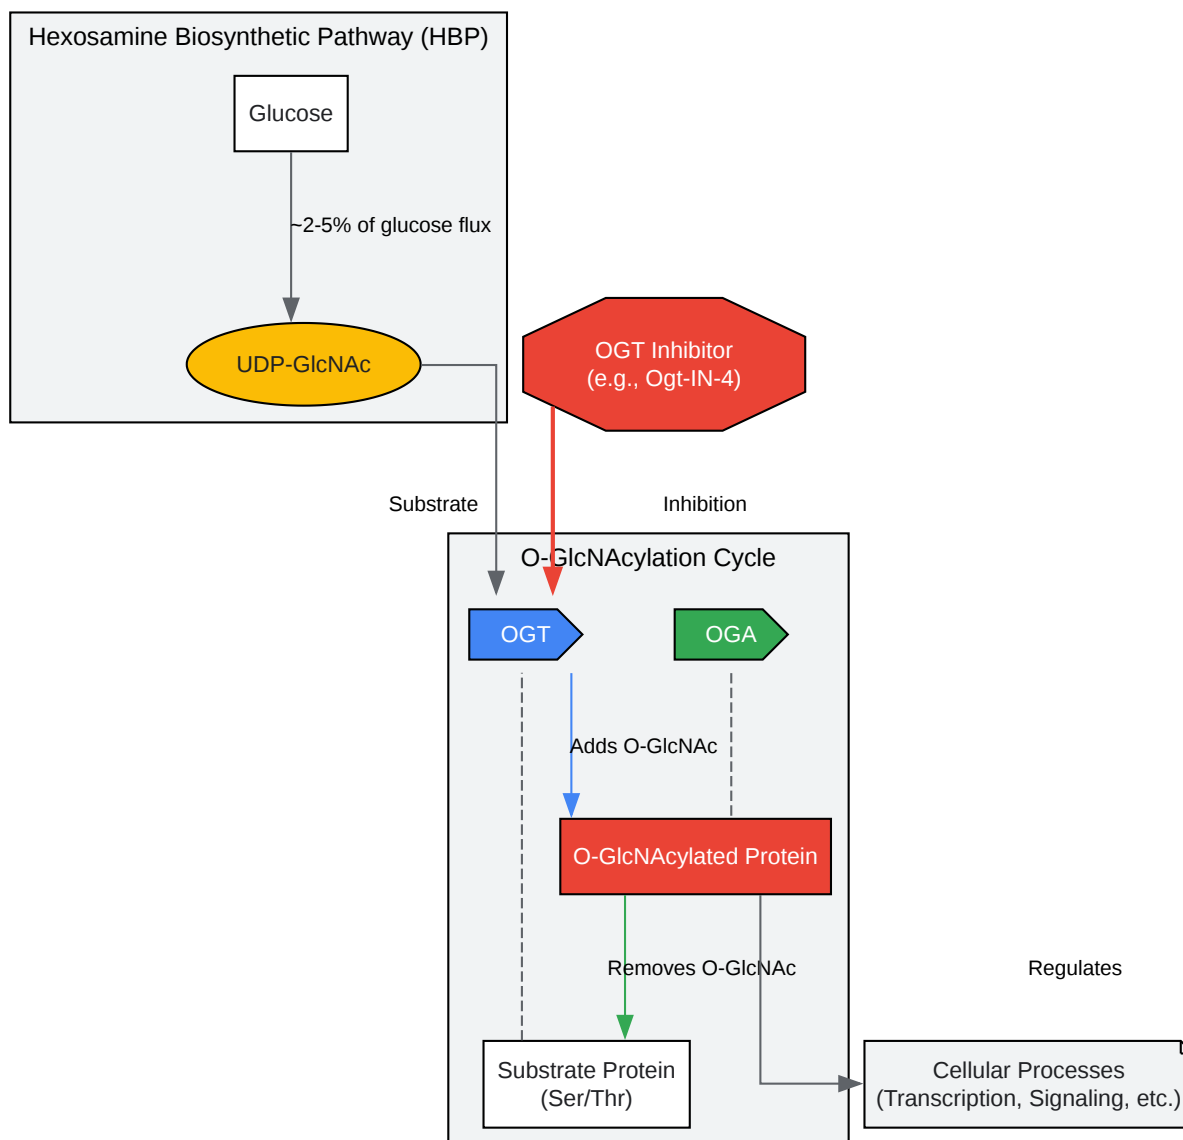 Hexosamine Biosynthetic Pathway (HBP)
Glucose
~2-5% of glucose flux
UDP-GlcNAc
OGT Inhibitor
(e.g., Ogt-IN-4)
Substrate
Inhibition
O-GlcNAcylation Cycle
OGT
OGA
Adds O-GlcNAc
O-GlcNAcylated Protein
Removes O-GlcNAc
Regulates
Substrate Protein
(Ser/Thr)
Cellular Processes
(Transcription, Signaling, etc.)